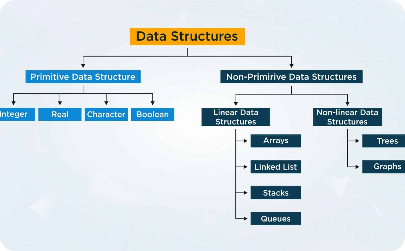 Data Structures
Primitive Data Structure
Non-Primirive Data Structures
Integer
Real
Character
Boolean
Linear Data
Structures
Non-linear Data
Structures
Arrays
Trees
Linked List
Graphs
Stacks
Queues